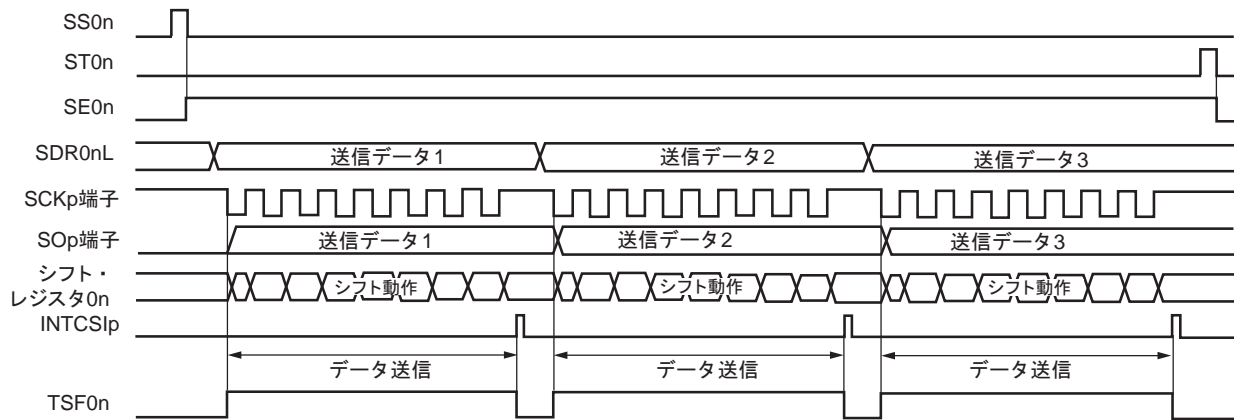 SS0n
ST0n
SE0n
SDR0nL 送信データ1 送信データ2 送信データ3
SCKp端子
SOp端子 送信データ1 送信データ2 送信データ3
シフト・
レジスタ0n シフト動作 シフト動作 シフト動作
INTCSIp
データ送信 データ送信 データ送信
TSF0n